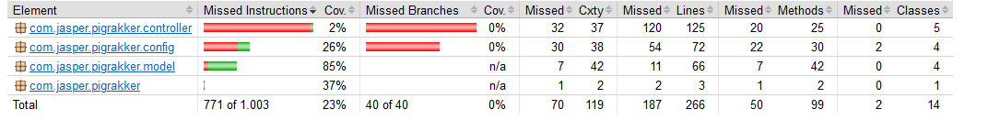 Element Missed Instructions Cov. Missed Branches Cov. Missed Cxty Missed Lines Missed Methods Missed Classes
com.jasper.pigrakker.controller 2% 0% 32 37 120 125 20 25 0 5
com.jasper.pigrakker.config 26% 0% 30 38 54 72 22 30 2 4
com.jasper.pigrakker.model 85% n/a 7 42 11 66 7 42 0 4
com.jasper.pigrakker 37% n/a 1 2 2 3 1 2 0 1
Total 771 of 1.003 23% 40 of 40 0% 70 119 187 266 50 99 2 14